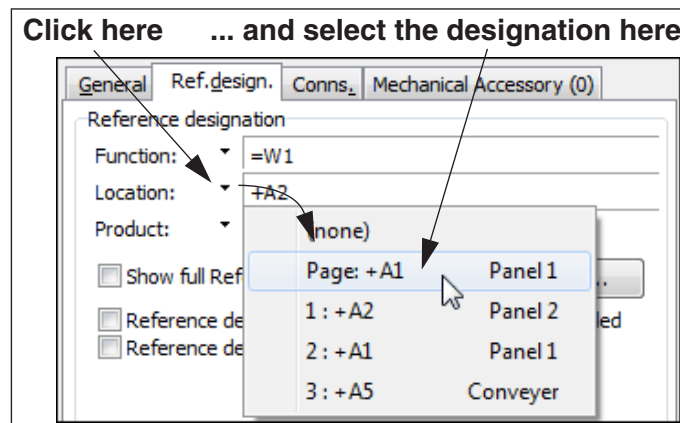 Click here ... and select the designation here
General Ref.design. Conns. Mechanical Accessory (0)
Reference designation
Function: =W1
Location: +A2
Product:
(none)
Show full Ref
Page: +A1 Panel 1
..
1 : +A2 Panel 2
Reference de
led
2 : +A1 Panel 1
Reference de
3 : +A5 Conveyer